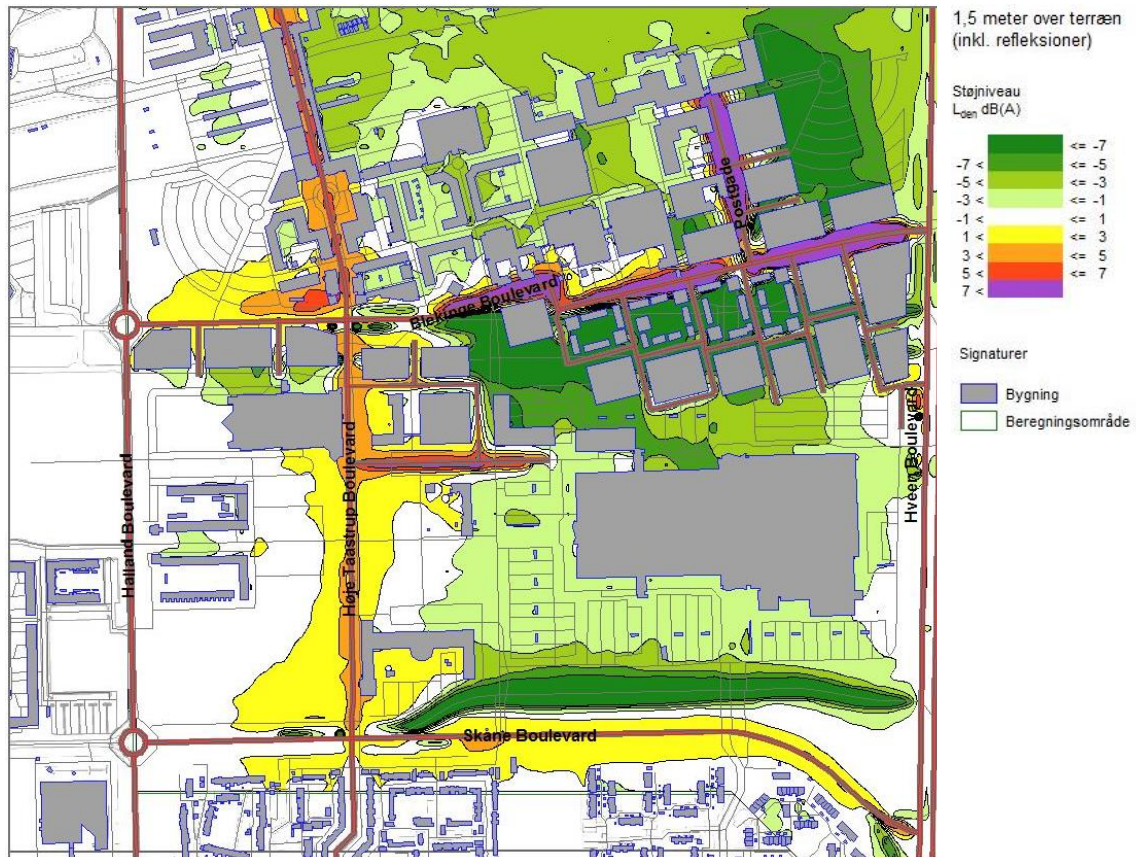 1,5 meter over terræn
(inkl. refleksioner)
Støjniveau
Lden dB(A)
<= -7
-7 < <= -5
-5 < <= -3
-3 < <= -1
-1 < <= 1
1 < <= 3
3 < <= 5
5 < <= 7
7 <
Signaturer
Bygning
Beregningsområde
Postgade
Blekinge Boulevard
Halland Boulevard
Høje Taastrup Boulevard
Hveen Boulevard
Skåne Boulevard